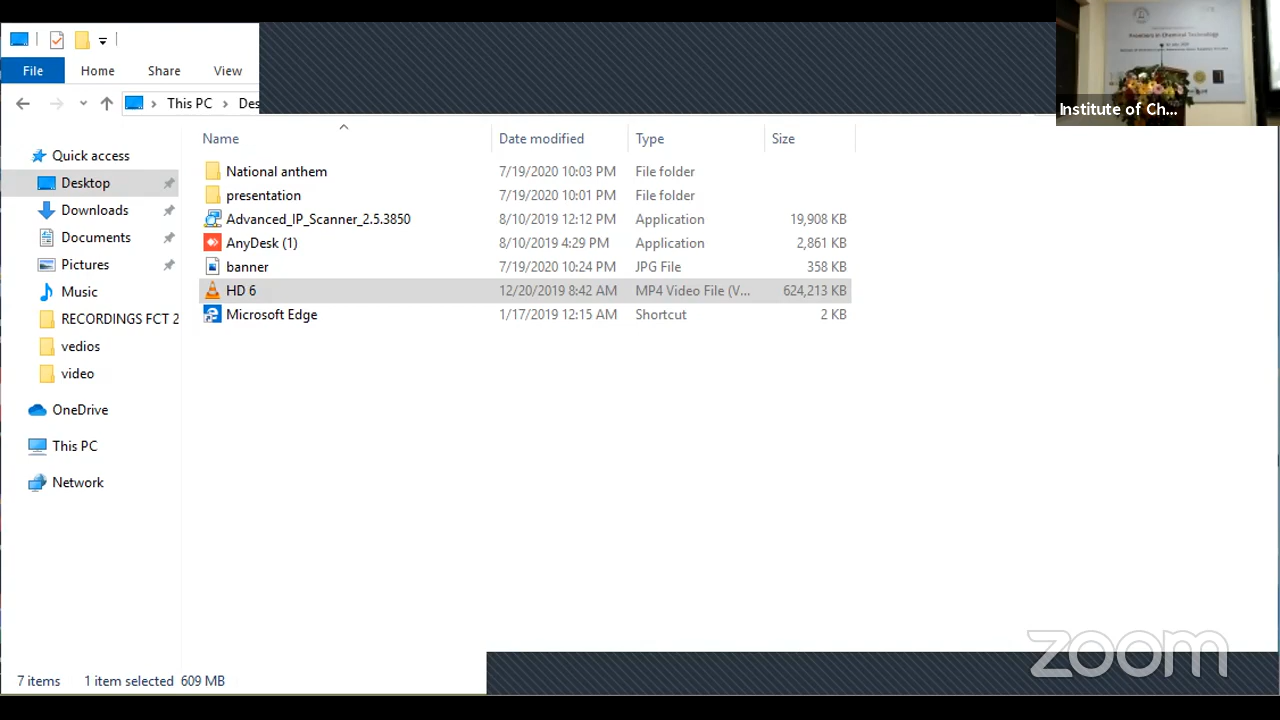 File Home Share View
This PC Des
Institute of Ch...
Name Date modified Type Size
National anthem 7/19/2020 10:03 PM File folder
presentation 7/19/2020 10:01 PM File folder
Advanced_IP_Scanner_2.5.3850 8/10/2019 12:12 PM Application 19,908 KB
AnyDesk (1) 8/10/2019 4:29 PM Application 2,861 KB
banner 7/19/2020 10:24 PM JPG File 358 KB
HD 6 12/20/2019 8:42 AM MP4 Video File (V... 624,213 KB
Microsoft Edge 1/17/2019 12:15 AM Shortcut 2 KB
Quick access
Desktop
Downloads
Documents
Pictures
Music
RECORDINGS FCT 2
vedios
video
OneDrive
This PC
Network
7 items 1 item selected 609 MB
zoom
Frontiers in Chemical Technology